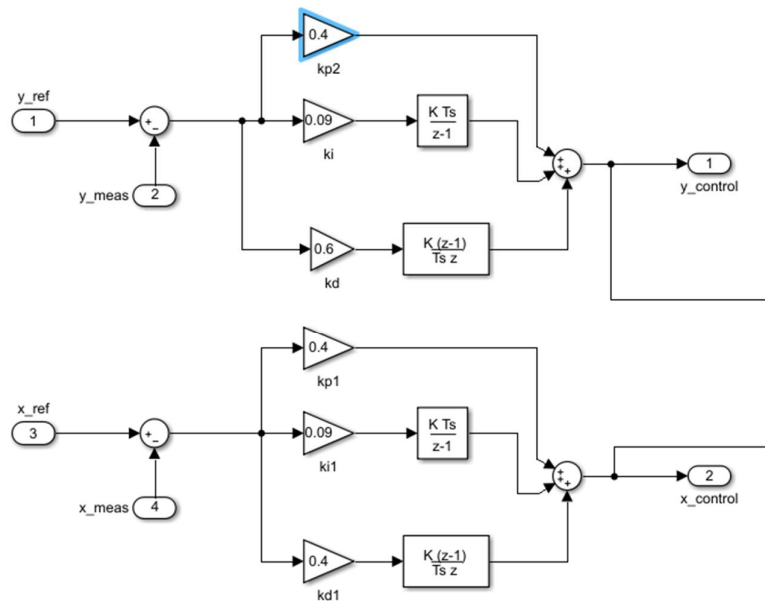 0.4
kp2
y_ref
1
+
-
y_meas
2
0.09
ki
K Ts
z-1
+
+
+
1
y_control
0.6
kd
K (z-1)
Ts z
0.4
kp1
x_ref
3
+
-
x_meas
4
0.09
ki1
K Ts
z-1
+
+
+
2
x_control
0.4
kd1
K (z-1)
Ts z